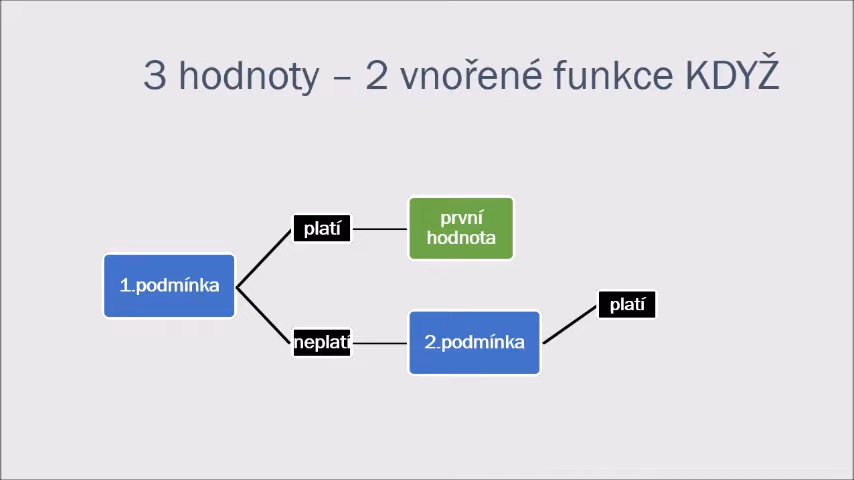 3 hodnoty – 2 vnořené funkce KDYŽ
platí
první
hodnota
1.podmínka
platí
neplatí
2.podmínka